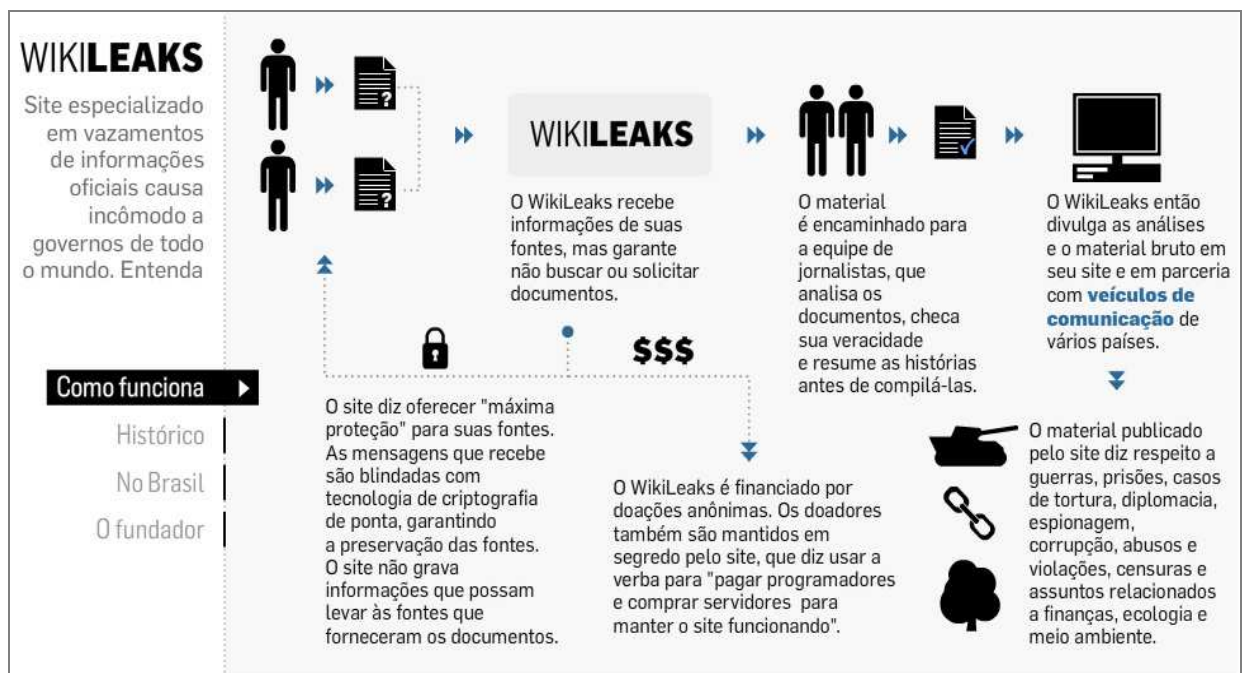 WIKILEAKS
Site especializado
em vazamentos
de informações
oficiais causa
incômodo a
governos de todo
o mundo. Entenda
Como funciona
Histórico
No Brasil
O fundador
?
?
WIKILEAKS
O WikiLeaks recebe
informações de suas
fontes, mas garante
não buscar ou solicitar
documentos.
O material
é encaminhado para
a equipe de
jornalistas, que
analisa os
documentos, checa
sua veracidade
e resume as histórias
antes de compilá-las.
O WikiLeaks então
divulga as análises
e o material bruto em
seu site e em parceria
com veículos de
comunicação de
vários países.
$$$
O site diz oferecer "máxima
proteção" para suas fontes.
As mensagens que recebe
são blindadas com
tecnologia de criptografia
de ponta, garantindo
a preservação das fontes.
O site não grava
informações que possam
levar às fontes que
forneceram os documentos.
O WikiLeaks é financiado por
doações anônimas. Os doadores
também são mantidos em
segredo pelo site, que diz usar a
verba para "pagar programadores
e comprar servidores para
manter o site funcionando".
O material publicado
pelo site diz respeito a
guerras, prisões, casos
de tortura, diplomacia,
espionagem,
corrupção, abusos e
violações, censuras e
assuntos relacionados
a finanças, ecologia e
meio ambiente.